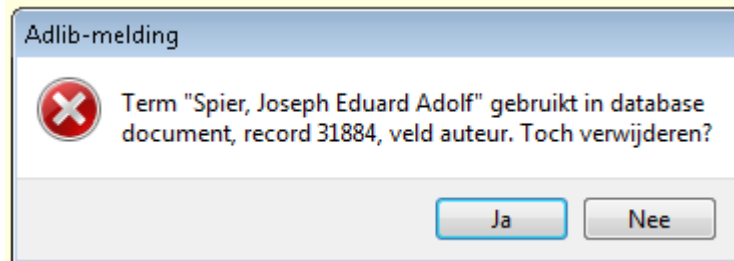 Adlib-melding
Term "Spier, Joseph Eduard Adolf" gebruikt in database
document, record 31884, veld auteur. Toch verwijderen?
Ja
Nee